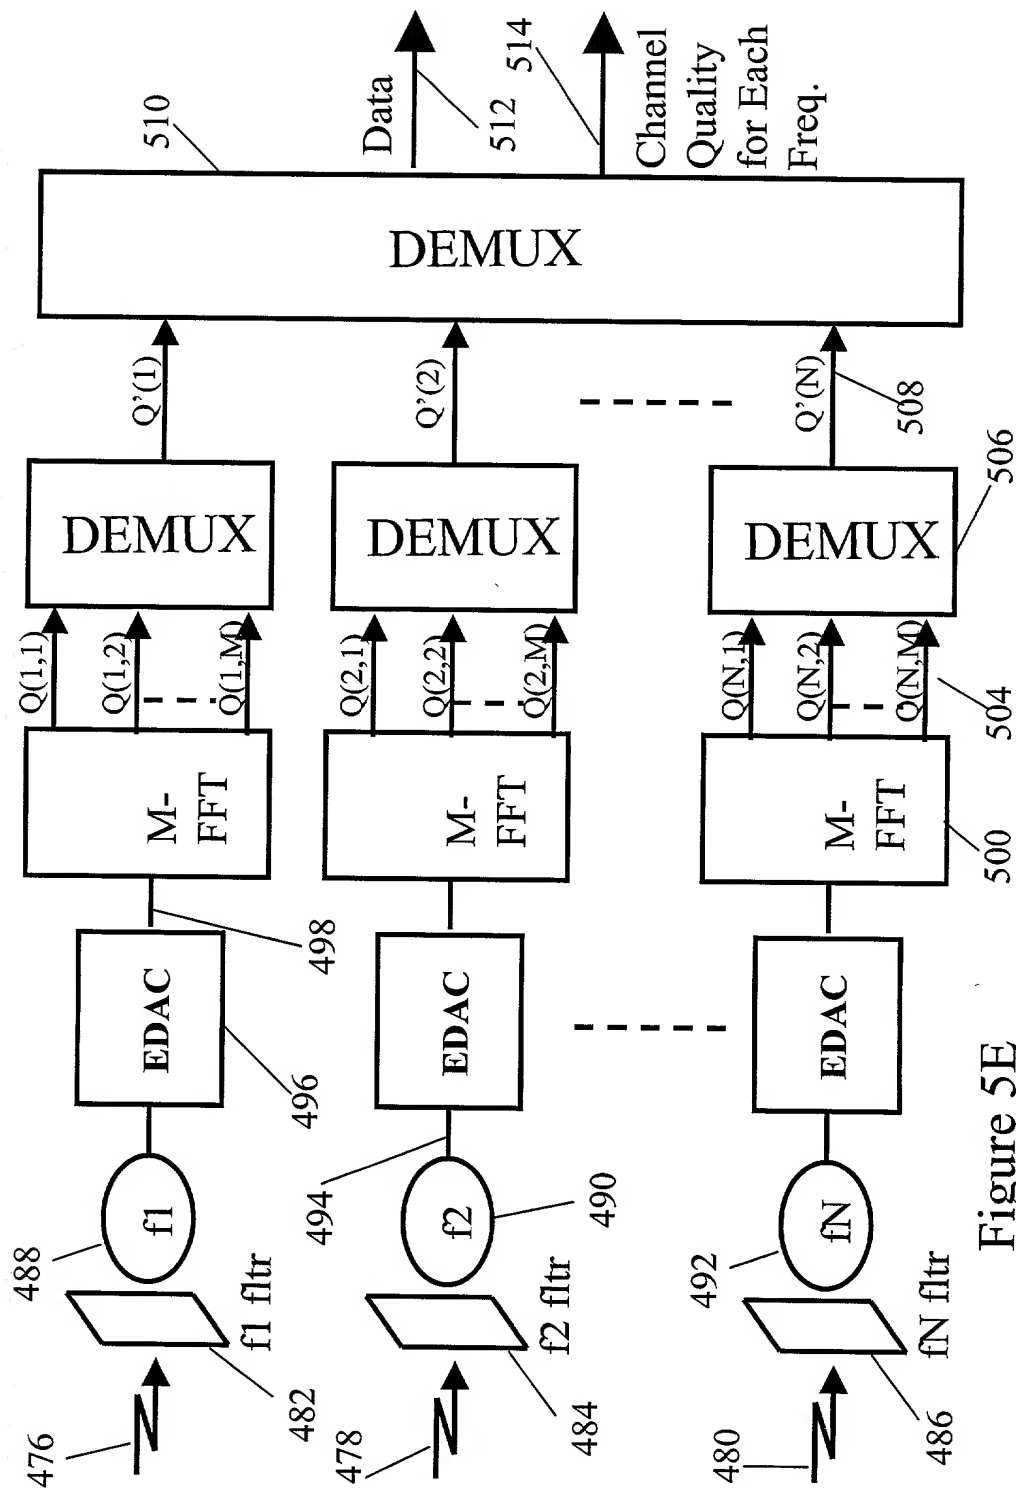 476
482
f1 fltr
488
f1
EDAC
496
498
M-
FFT
Q(1,1)
Q(1,2)
Q(1,M)
DEMUX
Q’(1)
478
484
f2 fltr
494
f2
490
EDAC
M-
FFT
Q(2,1)
Q(2,2)
Q(2,M)
DEMUX
Q’(2)
480
486
fN fltr
492
fN
EDAC
M-
FFT
500
Q(N,1)
Q(N,2)
Q(N,M)
504
DEMUX
506
Q’(N)
508
DEMUX
510
Data
512
514
Channel
Quality
for Each
Freq.
Figure 5E